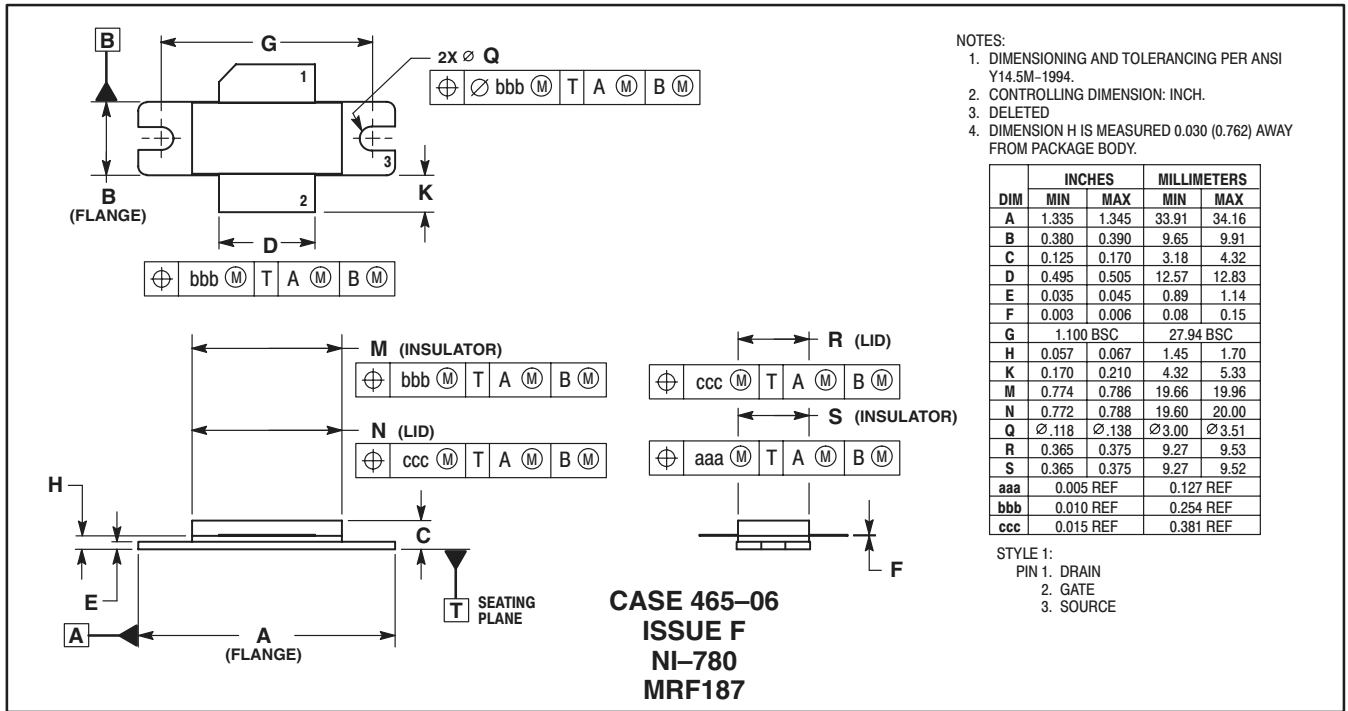 B
G
2X ⌀ Q
⌖ ⌀ bbb Ⓜ T A Ⓜ B Ⓜ
1
3
2
B
(FLANGE)
K
D
⌖ bbb Ⓜ T A Ⓜ B Ⓜ
M (INSULATOR)
⌖ bbb Ⓜ T A Ⓜ B Ⓜ
N (LID)
⌖ ccc Ⓜ T A Ⓜ B Ⓜ
R (LID)
⌖ ccc Ⓜ T A Ⓜ B Ⓜ
S (INSULATOR)
⌖ aaa Ⓜ T A Ⓜ B Ⓜ
H
C
E
F
T SEATING
PLANE
A
A
(FLANGE)
CASE 465–06
ISSUE F
NI–780
MRF187
NOTES:
1. DIMENSIONING AND TOLERANCING PER ANSI
Y14.5M–1994.
2. CONTROLLING DIMENSION: INCH.
3. DELETED
4. DIMENSION H IS MEASURED 0.030 (0.762) AWAY
FROM PACKAGE BODY.
INCHES MILLIMETERS
DIM MIN MAX MIN MAX
A 1.335 1.345 33.91 34.16
B 0.380 0.390 9.65 9.91
C 0.125 0.170 3.18 4.32
D 0.495 0.505 12.57 12.83
E 0.035 0.045 0.89 1.14
F 0.003 0.006 0.08 0.15
G 1.100 BSC 27.94 BSC
H 0.057 0.067 1.45 1.70
K 0.170 0.210 4.32 5.33
M 0.774 0.786 19.66 19.96
N 0.772 0.788 19.60 20.00
Q ⌀.118 ⌀.138 ⌀3.00 ⌀3.51
R 0.365 0.375 9.27 9.53
S 0.365 0.375 9.27 9.52
aaa 0.005 REF 0.127 REF
bbb 0.010 REF 0.254 REF
ccc 0.015 REF 0.381 REF
STYLE 1:
PIN 1. DRAIN
2. GATE
3. SOURCE